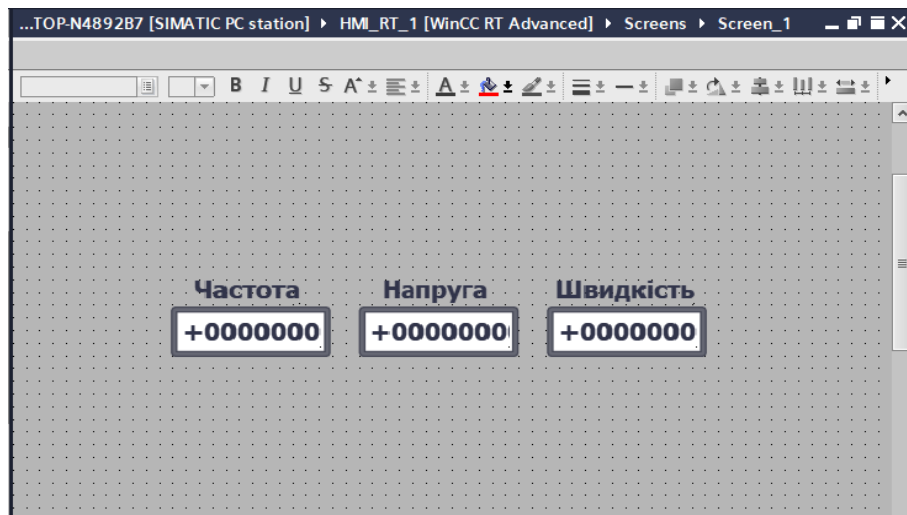 ...TOP-N4892B7 [SIMATIC PC station] ▸ HMI_RT_1 [WinCC RT Advanced] ▸ Screens ▸ Screen_1
B I U S A A
Частота Напруга Швидкість
+0000000 +0000000 +0000000